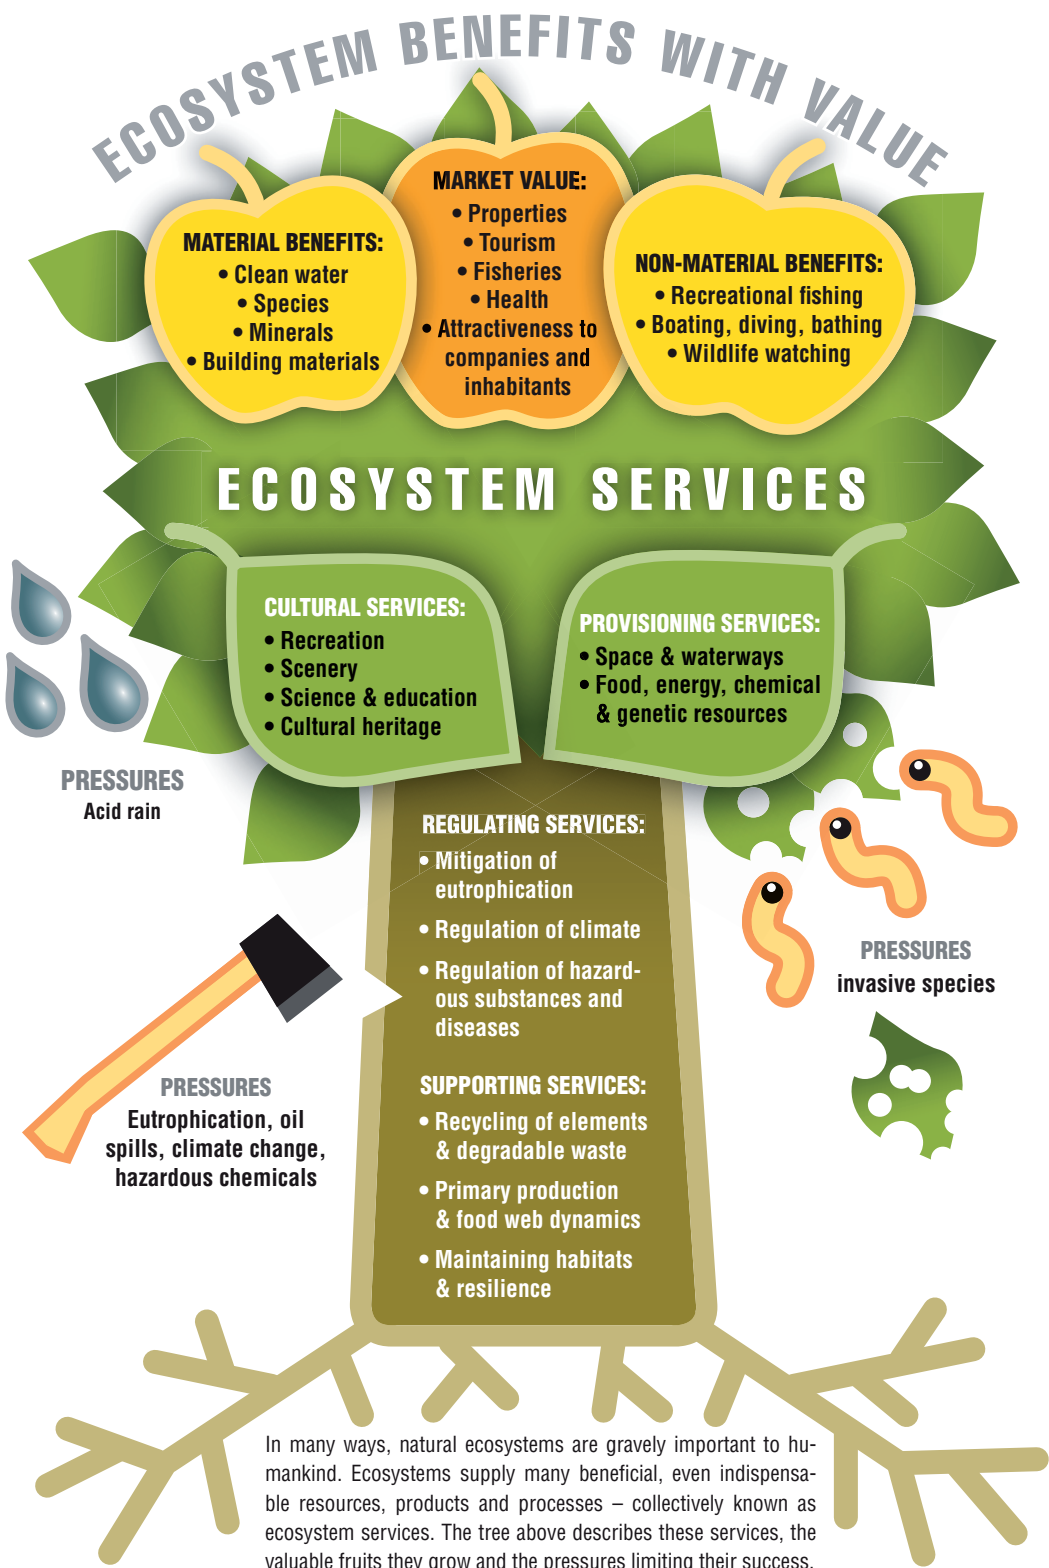 ECOSYSTEM BENEFITS WITH VALUE
MATERIAL BENEFITS:
• Clean water
• Species
• Minerals
• Building materials
MARKET VALUE:
• Properties
• Tourism
• Fisheries
• Health
• Attractiveness to
companies and
inhabitants
NON-MATERIAL BENEFITS:
• Recreational fishing
• Boating, diving, bathing
• Wildlife watching
ECOSYSTEM SERVICES
CULTURAL SERVICES:
• Recreation
• Scenery
• Science & education
• Cultural heritage
PROVISIONING SERVICES:
• Space & waterways
• Food, energy, chemical
& genetic resources
PRESSURES
Acid rain
REGULATING SERVICES:
• Mitigation of
eutrophication
• Regulation of climate
• Regulation of hazard-
ous substances and
diseases
PRESSURES
invasive species
PRESSURES
Eutrophication, oil
spills, climate change,
hazardous chemicals
SUPPORTING SERVICES:
• Recycling of elements
& degradable waste
• Primary production
& food web dynamics
• Maintaining habitats
& resilience
In many ways, natural ecosystems are gravely important to hu-
mankind. Ecosystems supply many beneficial, even indispensa-
ble resources, products and processes – collectively known as
ecosystem services. The tree above describes these services, the
valuable fruits they grow and the pressures limiting their success.